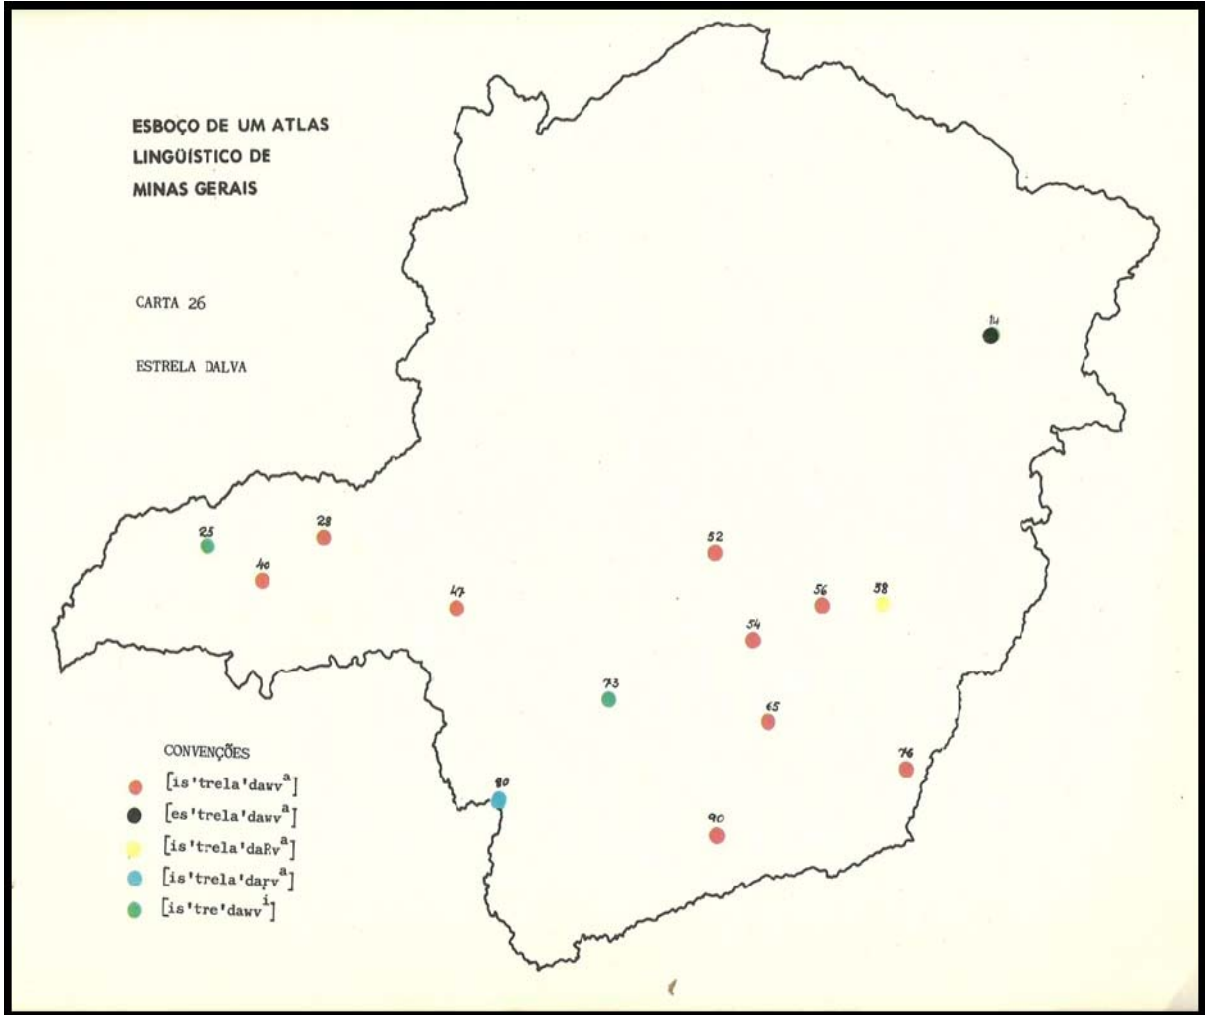 ESBOÇO DE UM ATLAS
LINGÜÍSTICO DE
MINAS GERAIS
CARTA 26
ESTRELA DALVA
14
25
28
40
47
52
56
58
54
73
65
76
80
90
CONVENÇÕES
[is'trela'dawvᵃ]
[es'trela'dawvᵃ]
[is'trela'daRvᵃ]
[is'trela'daṛvᵃ]
[is'tre'dawvⁱ]